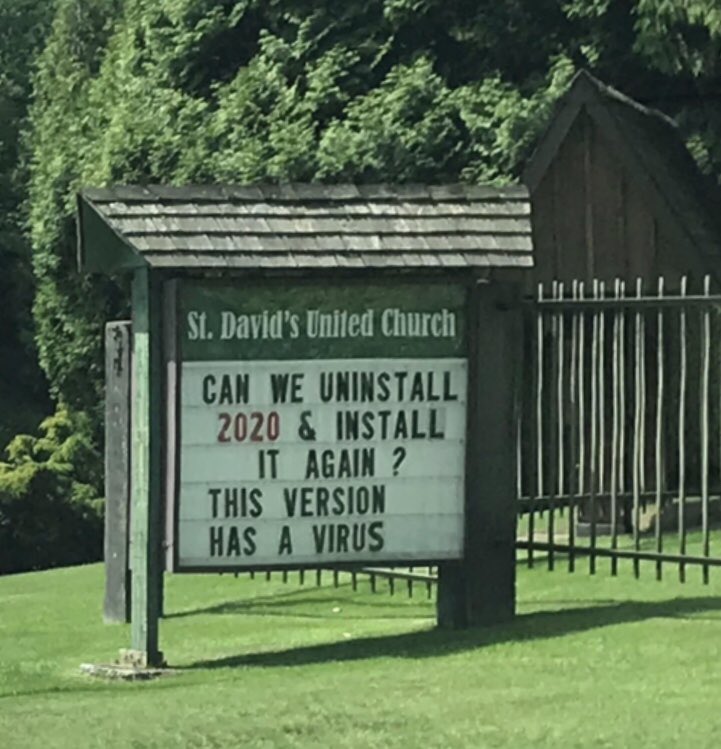 St. David's United Church
CAN WE UNINSTALL
2020 & INSTALL
IT AGAIN ?
THIS VERSION
HAS A VIRUS